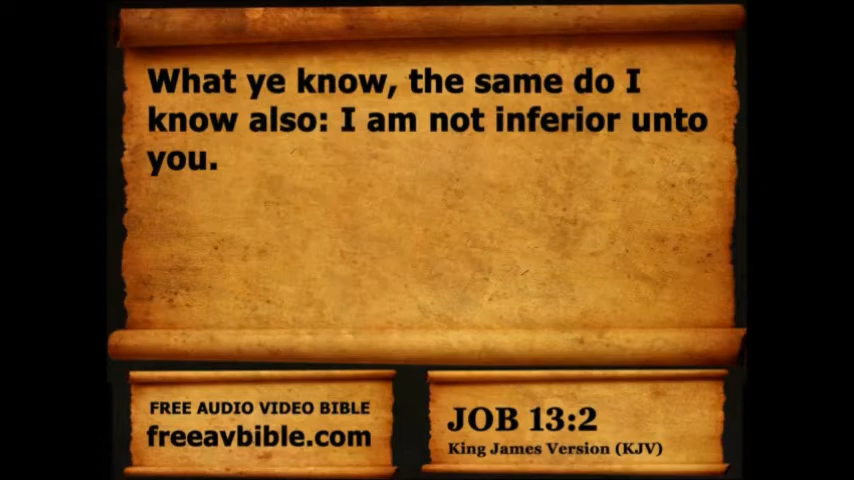 What ye know, the same do I
know also: I am not inferior unto
you.
FREE AUDIO VIDEO BIBLE
freeavbible.com
JOB 13:2
King James Version (KJV)